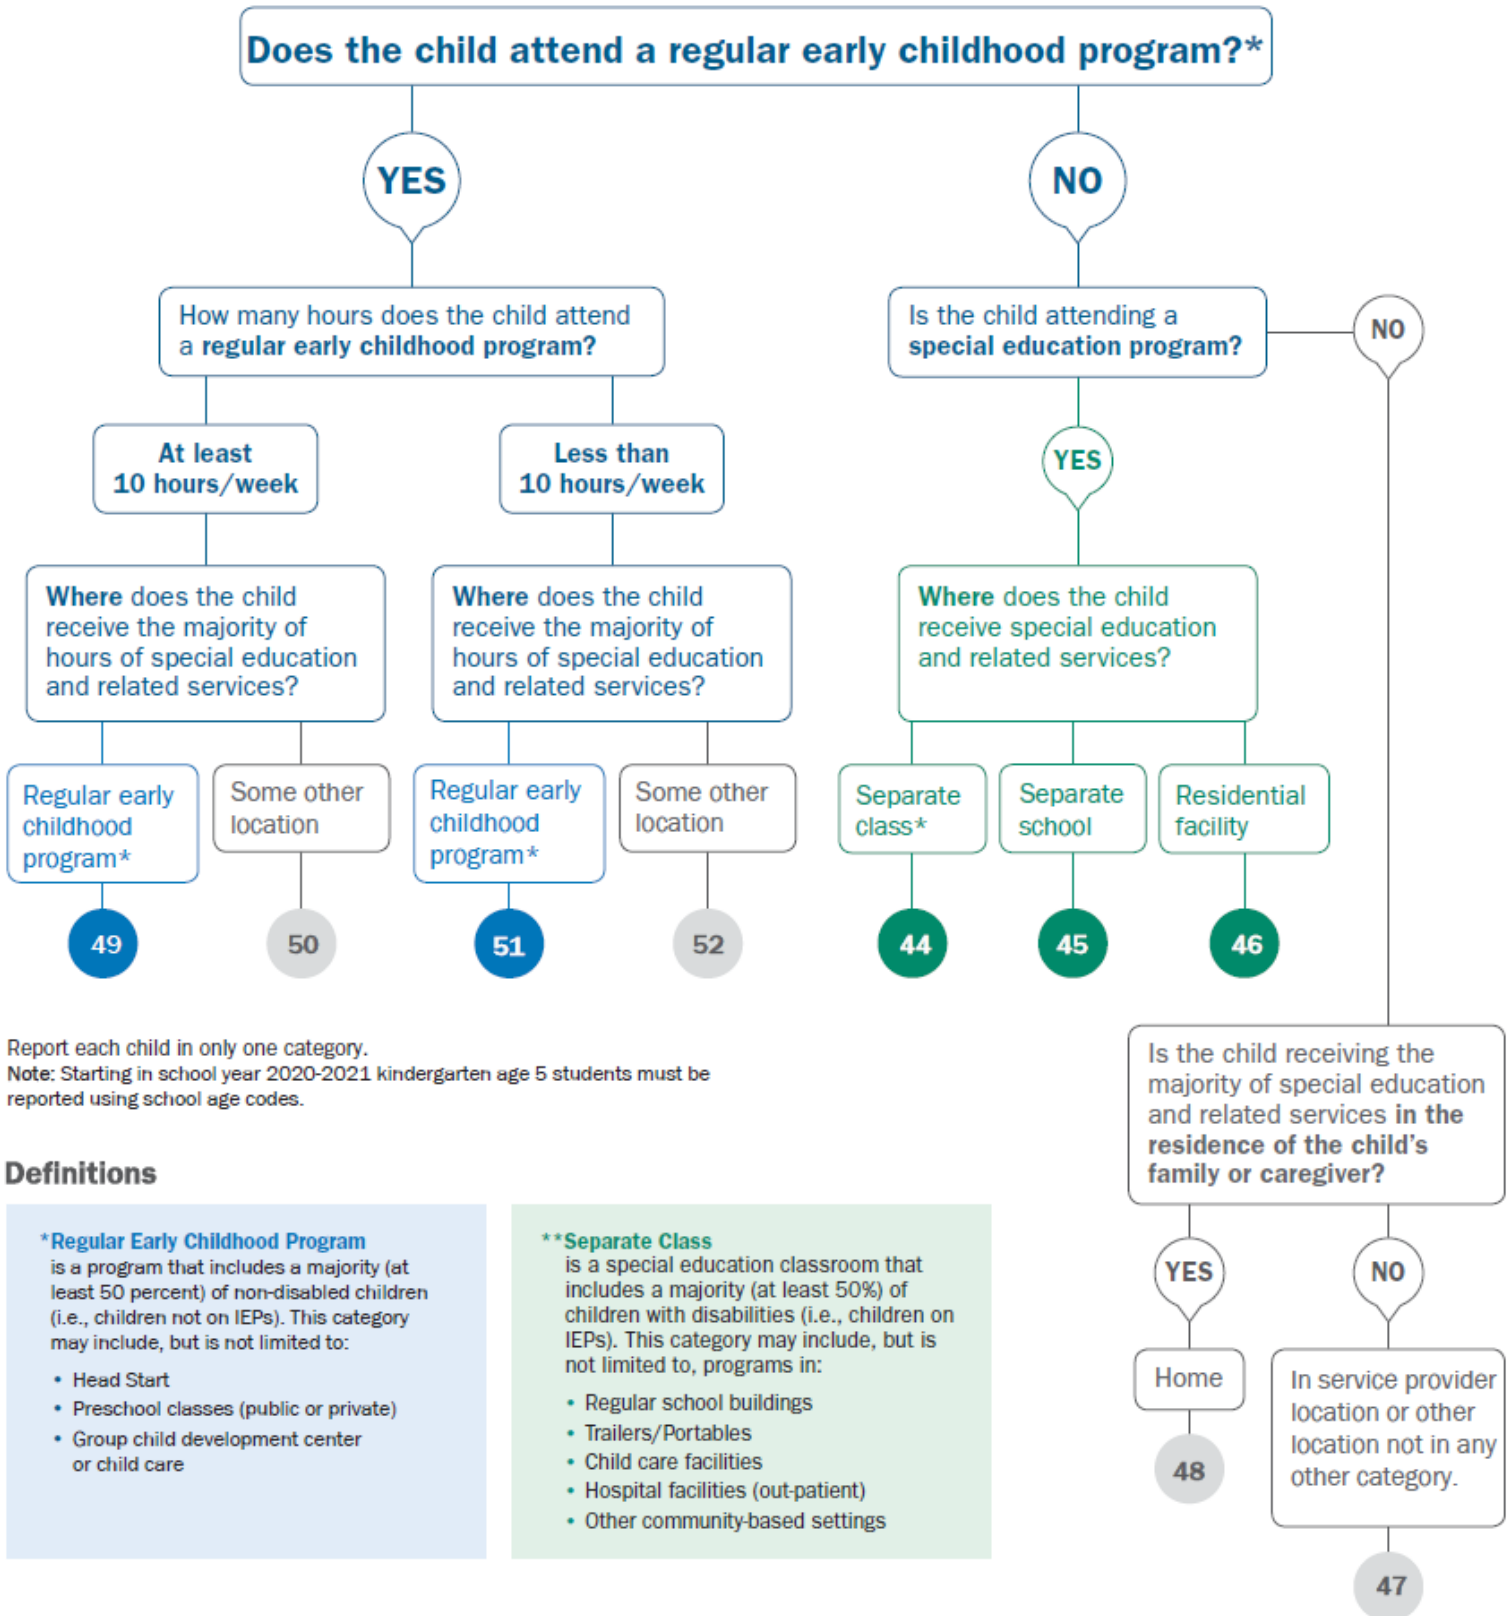 Does the child attend a regular early childhood program?*
YES
NO
How many hours does the child attend
a regular early childhood program?
Is the child attending a
special education program?
NO
At least
10 hours/week
Less than
10 hours/week
YES
Where does the child
receive the majority of
hours of special education
and related services?
Where does the child
receive the majority of
hours of special education
and related services?
Where does the child
receive special education
and related services?
Regular early
childhood
program*
Some other
location
Regular early
childhood
program*
Some other
location
Separate
class*
Separate
school
Residential
facility
49
50
51
52
44
45
46
Report each child in only one category.
Note: Starting in school year 2020-2021 kindergarten age 5 students must be
reported using school age codes.
Is the child receiving the
majority of special education
and related services in the
residence of the child's
family or caregiver?
YES
NO
Home
In service provider
location or other
location not in any
other category.
48
47
Definitions
*Regular Early Childhood Program
is a program that includes a majority (at
least 50 percent) of non-disabled children
(i.e., children not on IEPs). This category
may include, but is not limited to:
• Head Start
• Preschool classes (public or private)
• Group child development center
or child care
**Separate Class
is a special education classroom that
includes a majority (at least 50%) of
children with disabilities (i.e., children on
IEPs). This category may include, but is
not limited to, programs in:
• Regular school buildings
• Trailers/Portables
• Child care facilities
• Hospital facilities (out-patient)
• Other community-based settings